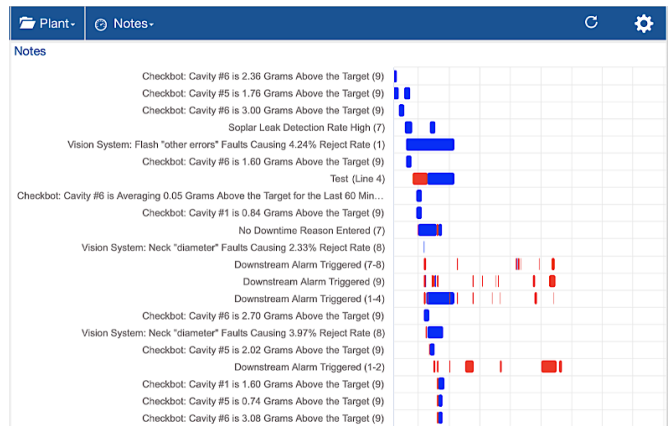 Plant
Notes
Notes
Checkbot: Cavity #6 is 2.36 Grams Above the Target (9)
Checkbot: Cavity #5 is 1.76 Grams Above the Target (9)
Checkbot: Cavity #6 is 3.00 Grams Above the Target (9)
Soplar Leak Detection Rate High (7)
Vision System: Flash "other errors" Faults Causing 4.24% Reject Rate (1)
Checkbot: Cavity #6 is 1.60 Grams Above the Target (9)
Test (Line 4)
Checkbot: Cavity #6 is Averaging 0.05 Grams Above the Target for the Last 60 Min...
Checkbot: Cavity #1 is 0.84 Grams Above the Target (9)
No Downtime Reason Entered (7)
Vision System: Neck "diameter" Faults Causing 2.33% Reject Rate (8)
Downstream Alarm Triggered (7-8)
Downstream Alarm Triggered (9)
Downstream Alarm Triggered (1-4)
Checkbot: Cavity #6 is 2.70 Grams Above the Target (9)
Vision System: Neck "diameter" Faults Causing 3.97% Reject Rate (8)
Checkbot: Cavity #5 is 2.02 Grams Above the Target (9)
Downstream Alarm Triggered (1-2)
Checkbot: Cavity #1 is 1.60 Grams Above the Target (9)
Checkbot: Cavity #5 is 0.74 Grams Above the Target (9)
Checkbot: Cavity #6 is 3.08 Grams Above the Target (9)